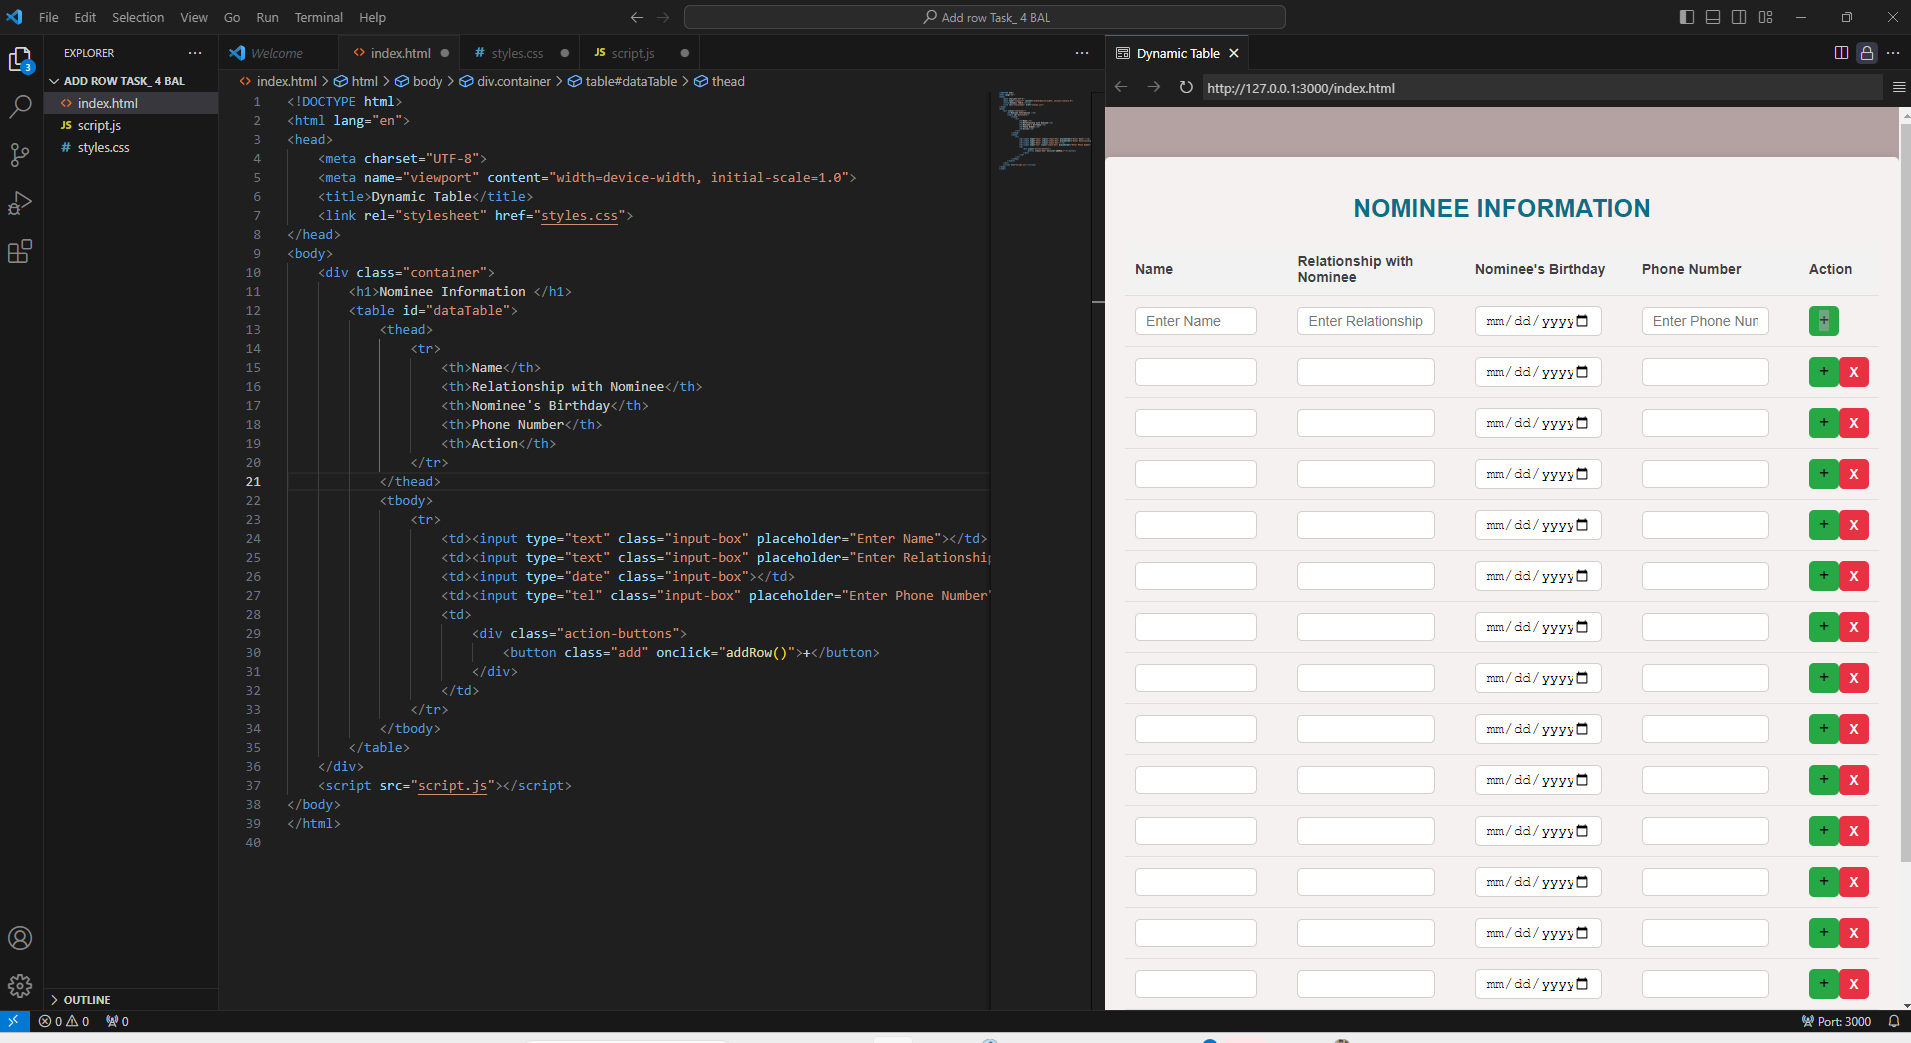 File Edit Selection View Go Run Terminal Help
Add row Task_ 4 BAL
EXPLORER
ADD ROW TASK_ 4 BAL
index.html
script.js
styles.css
OUTLINE
3
Welcome index.html styles.css script.js
index.html > html > body > div.container > table#dataTable > thead
1 <!DOCTYPE html>
2 <html lang="en">
3 <head>
4 <meta charset="UTF-8">
5 <meta name="viewport" content="width=device-width, initial-scale=1.0">
6 <title>Dynamic Table</title>
7 <link rel="stylesheet" href="styles.css">
8 </head>
9 <body>
10 <div class="container">
11 <h1>Nominee Information </h1>
12 <table id="dataTable">
13 <thead>
14 <tr>
15 <th>Name</th>
16 <th>Relationship with Nominee</th>
17 <th>Nominee's Birthday</th>
18 <th>Phone Number</th>
19 <th>Action</th>
20 </tr>
21 </thead>
22 <tbody>
23 <tr>
24 <td><input type="text" class="input-box" placeholder="Enter Name"></td>
25 <td><input type="text" class="input-box" placeholder="Enter Relationship
26 <td><input type="date" class="input-box"></td>
27 <td><input type="tel" class="input-box" placeholder="Enter Phone Number"
28 <td>
29 <div class="action-buttons">
30 <button class="add" onclick="addRow()">+</button>
31 </div>
32 </td>
33 </tr>
34 </tbody>
35 </table>
36 </div>
37 <script src="script.js"></script>
38 </body>
39 </html>
40
Dynamic Table
http://127.0.0.1:3000/index.html
NOMINEE INFORMATION
Name Relationship with Nominee Nominee's Birthday Phone Number Action
Enter Name Enter Relationship mm/dd/yyyy Enter Phone Nun +
mm/dd/yyyy + X
mm/dd/yyyy + X
mm/dd/yyyy + X
mm/dd/yyyy + X
mm/dd/yyyy + X
mm/dd/yyyy + X
mm/dd/yyyy + X
mm/dd/yyyy + X
mm/dd/yyyy + X
mm/dd/yyyy + X
mm/dd/yyyy + X
mm/dd/yyyy + X
mm/dd/yyyy + X
0 0 0
Port: 3000